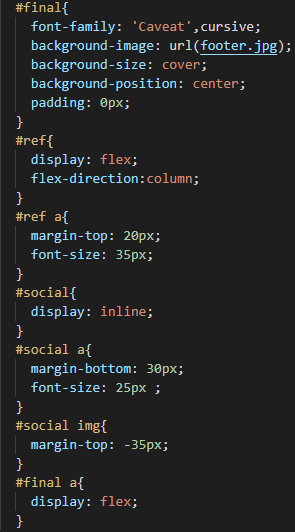 #final{
  font-family: 'Caveat',cursive;
  background-image: url(footer.jpg);
  background-size: cover;
  background-position: center;
  padding: 0px;
}
#ref{
  display: flex;
  flex-direction:column;
}
#ref a{
  margin-top: 20px;
  font-size: 35px;
}
#social{
  display: inline;
}
#social a{
  margin-bottom: 30px;
  font-size: 25px ;
}
#social img{
  margin-top: -35px;
}
#final a{
  display: flex;
}